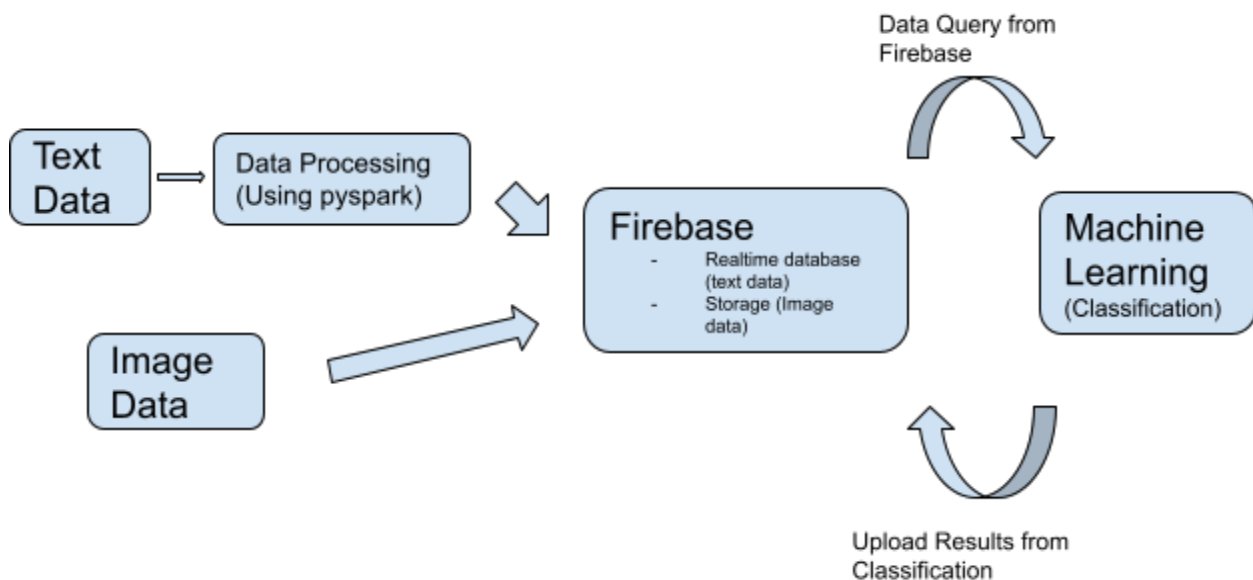 Data Query from
Firebase
Text
Data
Data Processing
(Using pyspark)
Firebase
- Realtime database
(text data)
- Storage (Image
data)
Machine
Learning
(Classification)
Image
Data
Upload Results from
Classification